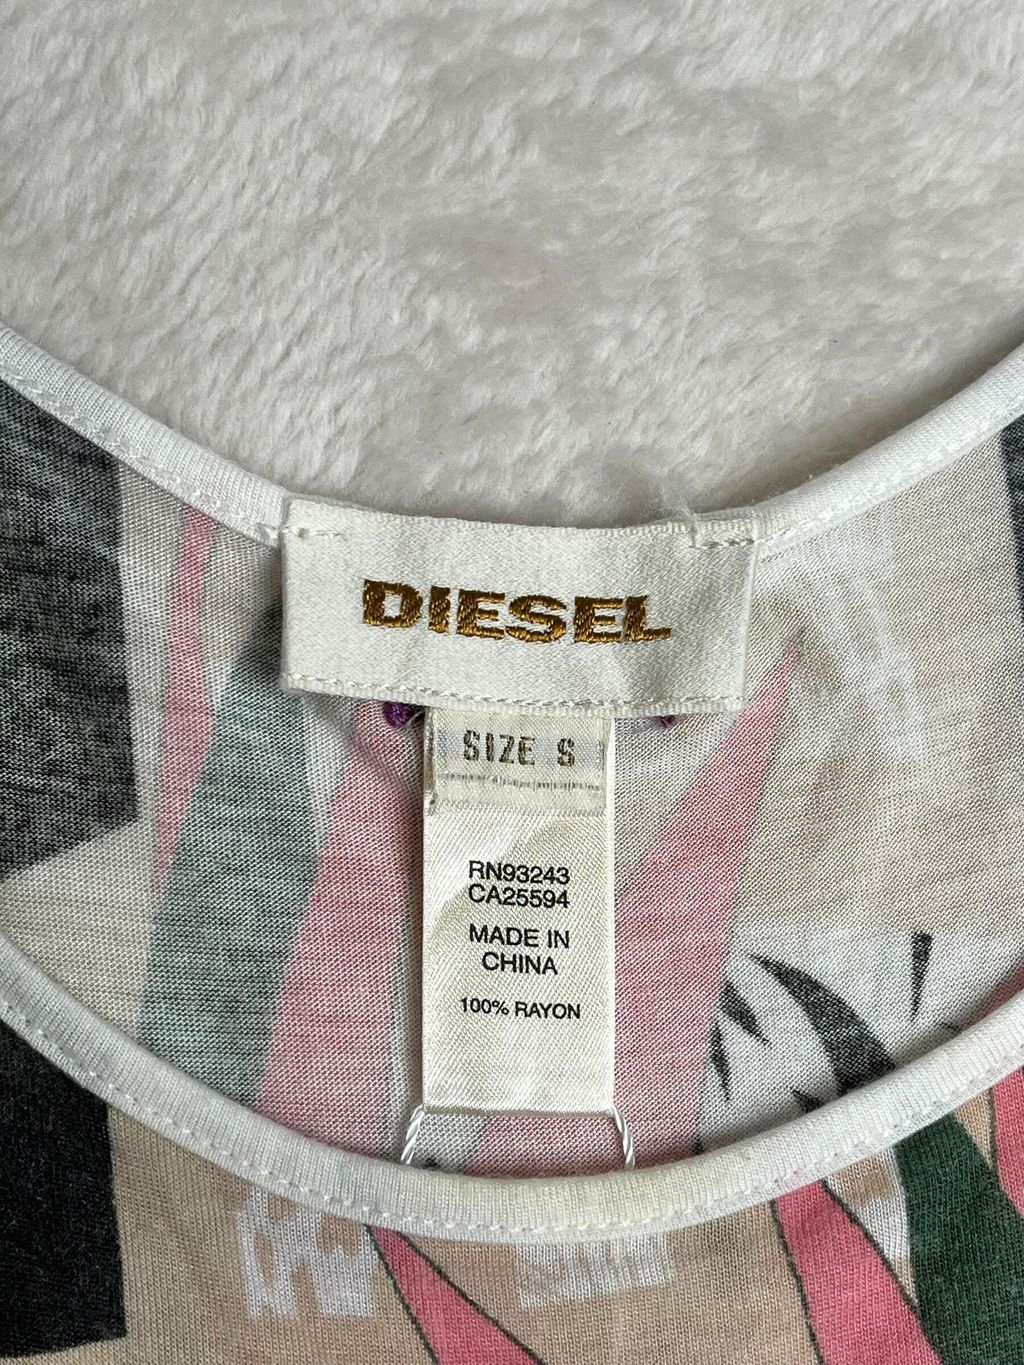 DIESEL
SIZE S
RN93243
CA25594
MADE IN
CHINA
100% RAYON